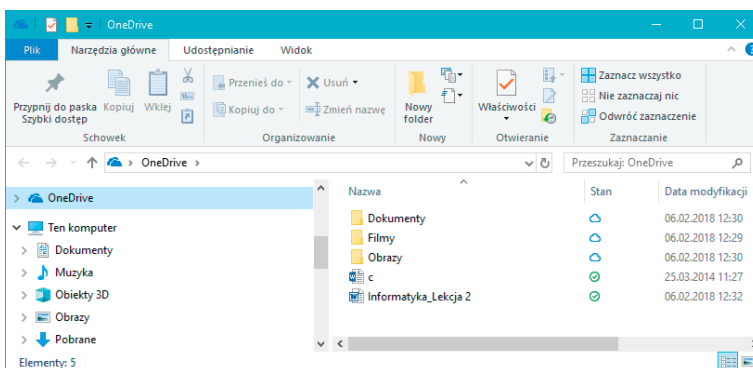 OneDrive
Plik Narzędzia główne Udostępnianie Widok
Przypnij do paska Szybki dostęp
Kopiuj
Wklej
Schowek
Przenieś do
Kopiuj do
Usuń
Zmień nazwę
Organizowanie
Nowy folder
Nowy
Właściwości
Otwieranie
Zaznacz wszystko
Nie zaznaczaj nic
Odwróć zaznaczenie
Zaznaczanie
OneDrive
Przeszukaj: OneDrive
OneDrive
Ten komputer
Dokumenty
Muzyka
Obiekty 3D
Obrazy
Pobrane
Nazwa Stan Data modyfikacji
Dokumenty 06.02.2018 12:30
Filmy 06.02.2018 12:29
Obrazy 06.02.2018 12:30
c 25.03.2014 11:27
Informatyka_Lekcja 2 06.02.2018 12:32
Elementy: 5